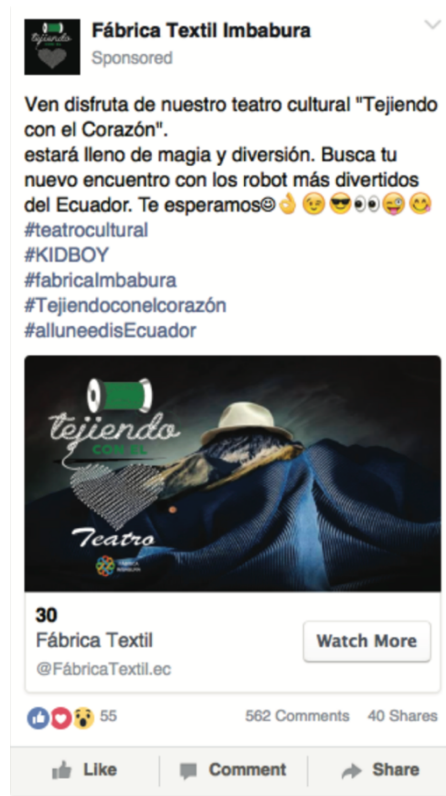 Fábrica Textil Imbabura
Sponsored
Ven disfruta de nuestro teatro cultural "Tejiendo
con el Corazón".
estará lleno de magia y diversión. Busca tu
nuevo encuentro con los robot más divertidos
del Ecuador. Te esperamos☺👌😉😎👀😜😋
#teatrocultural
#KIDBOY
#fabricaImbabura
#Tejiendoconelcorazón
#alluneedisEcuador
tejiendo
CON EL
Teatro
30
Fábrica Textil
Watch More
@FábricaTextil.ec
55
562 Comments
40 Shares
Like
Comment
Share